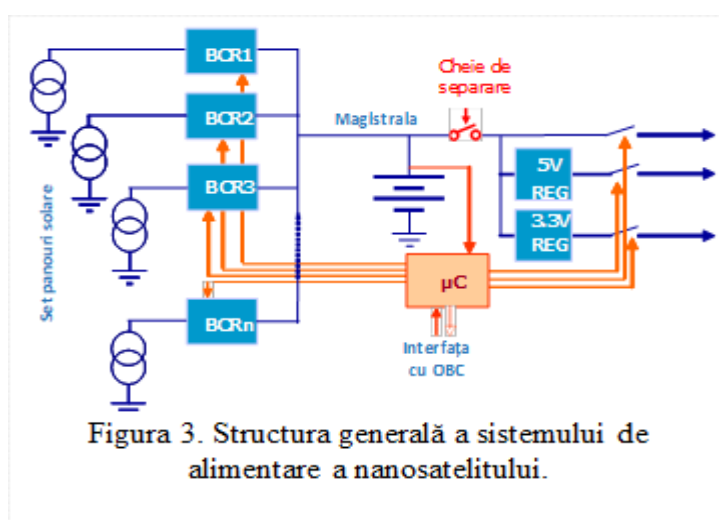 BCR1
Cheie de
separare
BCR2
Magistrala
5V
REG
BCR3
3.3V
REG
Set panouri solare
µC
BCRn
Interfața
cu OBC
Figura 3. Structura generală a sistemului de
alimentare a nanosatelitului.